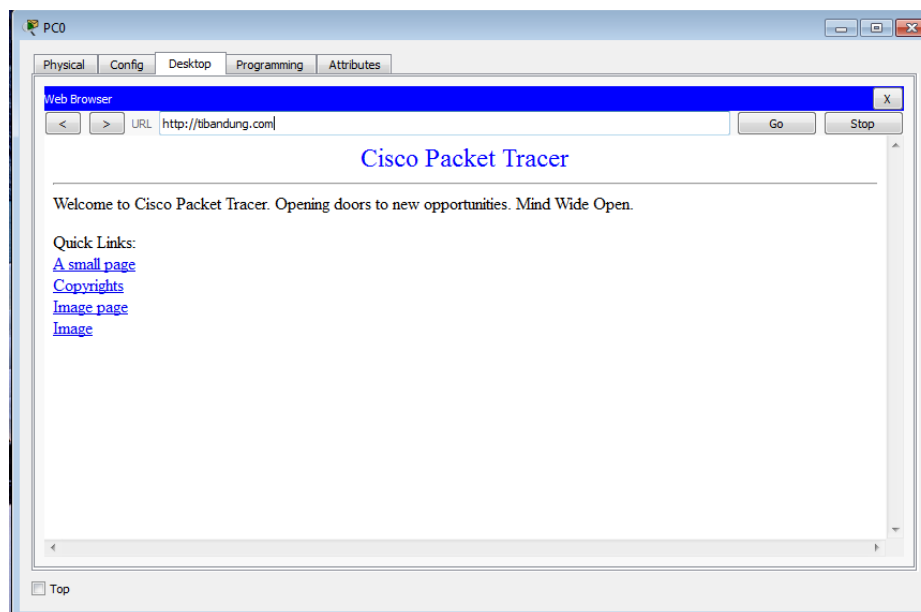 PC0
Physical Config Desktop Programming Attributes
Web Browser X
< > URL http://tibandung.com Go Stop
Cisco Packet Tracer
Welcome to Cisco Packet Tracer. Opening doors to new opportunities. Mind Wide Open.
Quick Links:
A small page
Copyrights
Image page
Image
Top